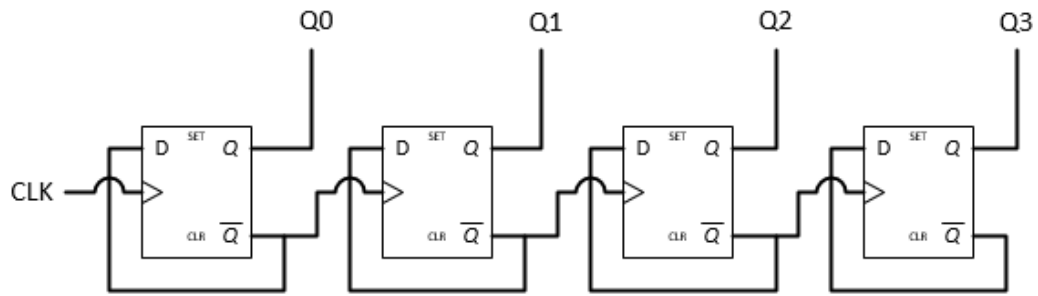 Q0 Q1 Q2 Q3
SET SET SET SET
D Q D Q D Q D Q
CLK
CLR Q̅ CLR Q̅ CLR Q̅ CLR Q̅